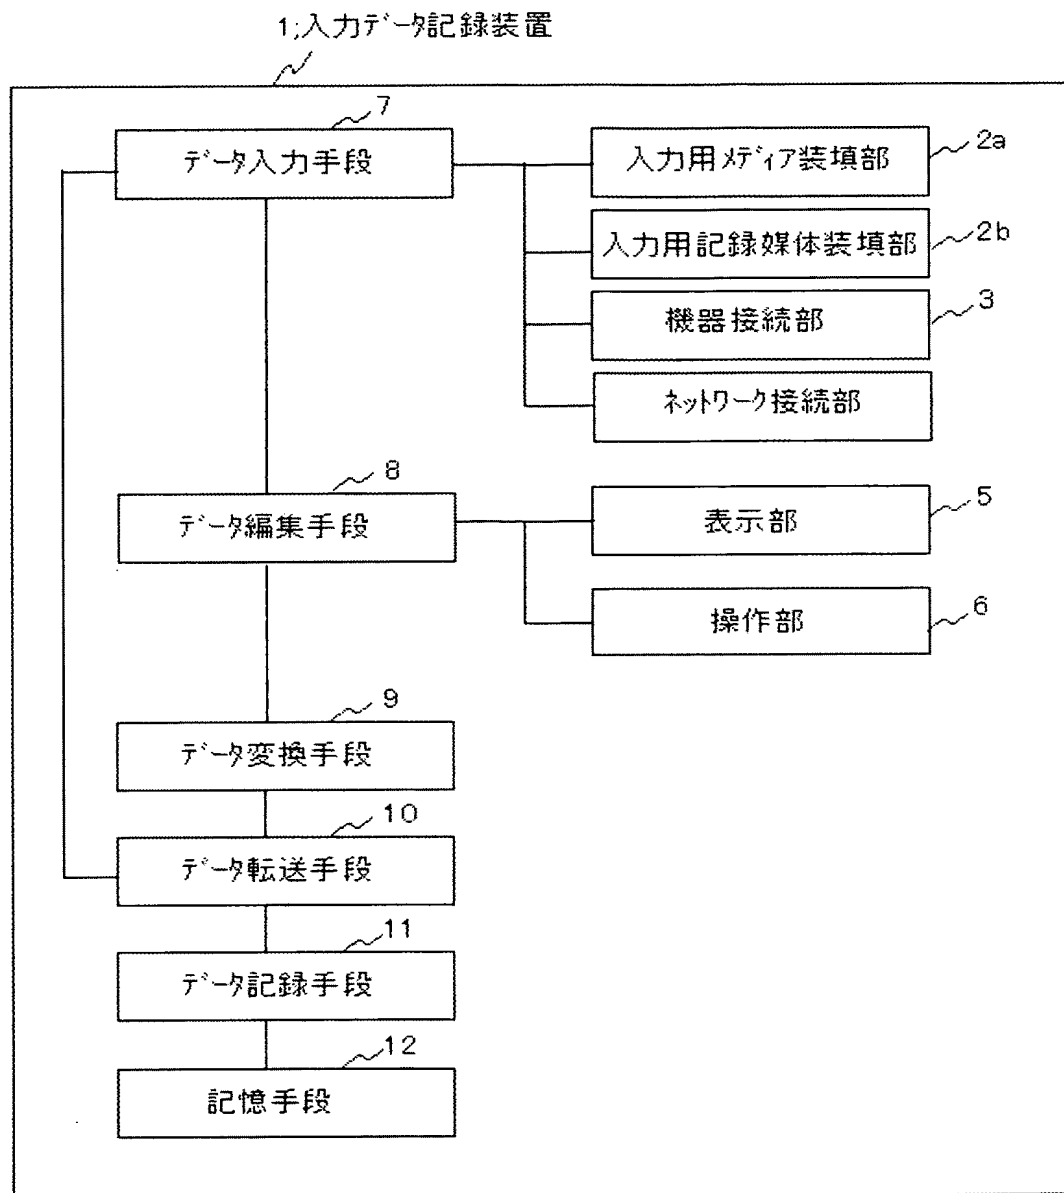 1;入力データ記録装置
7
データ入力手段
入力用メディア装填部
2a
入力用記録媒体装填部
2b
機器接続部
3
ネットワーク接続部
8
データ編集手段
表示部
5
操作部
6
9
データ変換手段
10
データ転送手段
11
データ記録手段
12
記憶手段